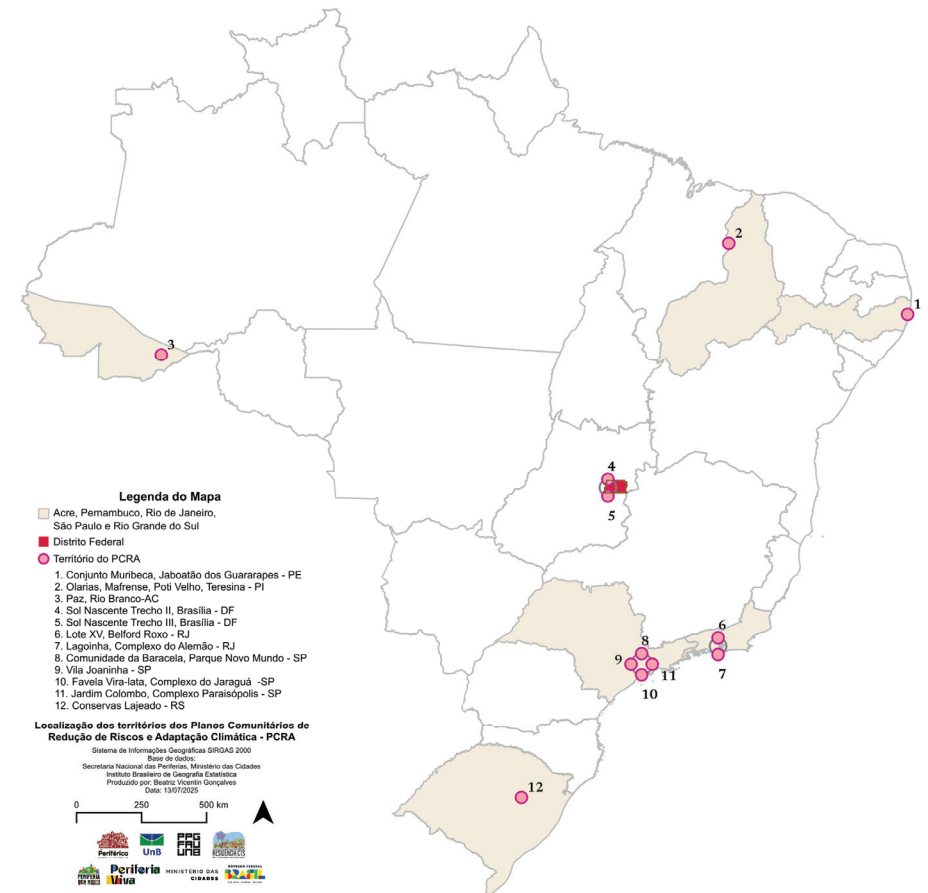 2
1
3
4
5
6
7
8
9
11
10
12
Legenda do Mapa
Acre, Pernambuco, Rio de Janeiro,
São Paulo e Rio Grande do Sul
Distrito Federal
Território do PCRA
1. Conjunto Muribeca, Jaboatão dos Guararapes - PE
2. Olarias, Mafrense, Poti Velho, Teresina - PI
3. Paz, Rio Branco-AC
4. Sol Nascente Trecho II, Brasília - DF
5. Sol Nascente Trecho III, Brasília - DF
6. Lote XV, Belford Roxo - RJ
7. Lagoinha, Complexo do Alemão - RJ
8. Comunidade da Baracela, Parque Novo Mundo - SP
9. Vila Joaninha - SP
10. Favela Vira-lata, Complexo do Jaraguá -SP
11. Jardim Colombo, Complexo Paraisópolis - SP
12. Conservas Lajeado - RS
Localização dos territórios dos Planos Comunitários de
Redução de Riscos e Adaptação Climática - PCRA
Sistema de Informações Geográficas SIRGAS 2000
Base de dados:
Secretaria Nacional das Periferias, Ministério das Cidades
Instituto Brasileiro de Geografia Estatística
Produzido por: Beatriz Vicentin Gonçalves
Data: 13/07/2025
0 250 500 km
Periférico
UnB
PPG
FAU
UNB
RESIDÊNCIA CTS
PERIFERIA
SEM RISCO
Periferia
Viva
MINISTÉRIO DAS
CIDADES
GOVERNO FEDERAL
BRASIL